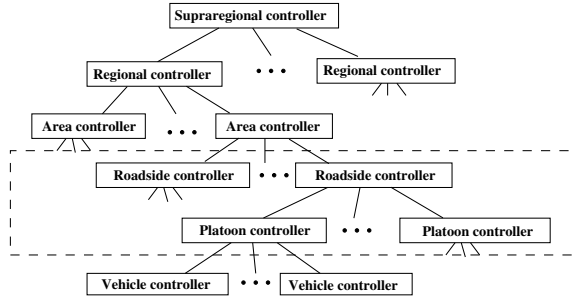 Supraregional controller
Regional controller
Regional controller
Area controller
Area controller
Roadside controller
Roadside controller
Platoon controller
Platoon controller
Vehicle controller
Vehicle controller